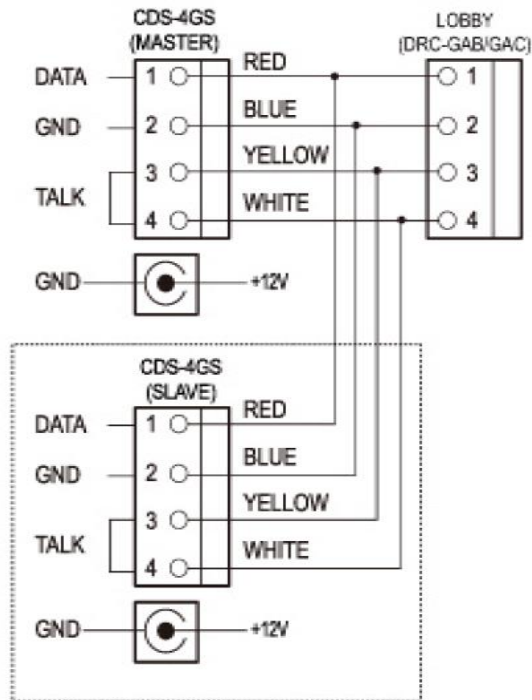 CDS-4GS
(MASTER)
LOBBY
(DRC-GAB/GAC)
DATA 1 RED 1
GND 2 BLUE 2
TALK 3 YELLOW 3
4 WHITE 4
GND +12V
CDS-4GS
(SLAVE)
DATA 1 RED
GND 2 BLUE
TALK 3 YELLOW
4 WHITE
GND +12V